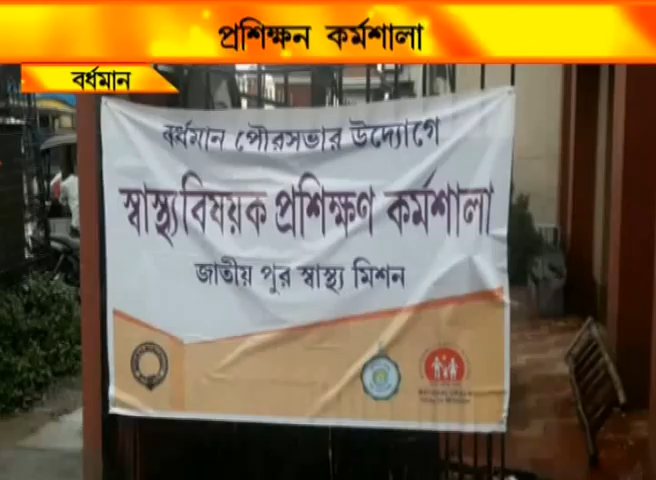 প্রশিক্ষন কর্মশালা
বর্ধমান
বর্ধমান পৌরসভার উদ্যোগে
স্বাস্থ্যবিষয়ক প্রশিক্ষণ কর্মশালা
জাতীয় পুর স্বাস্থ্য মিশন